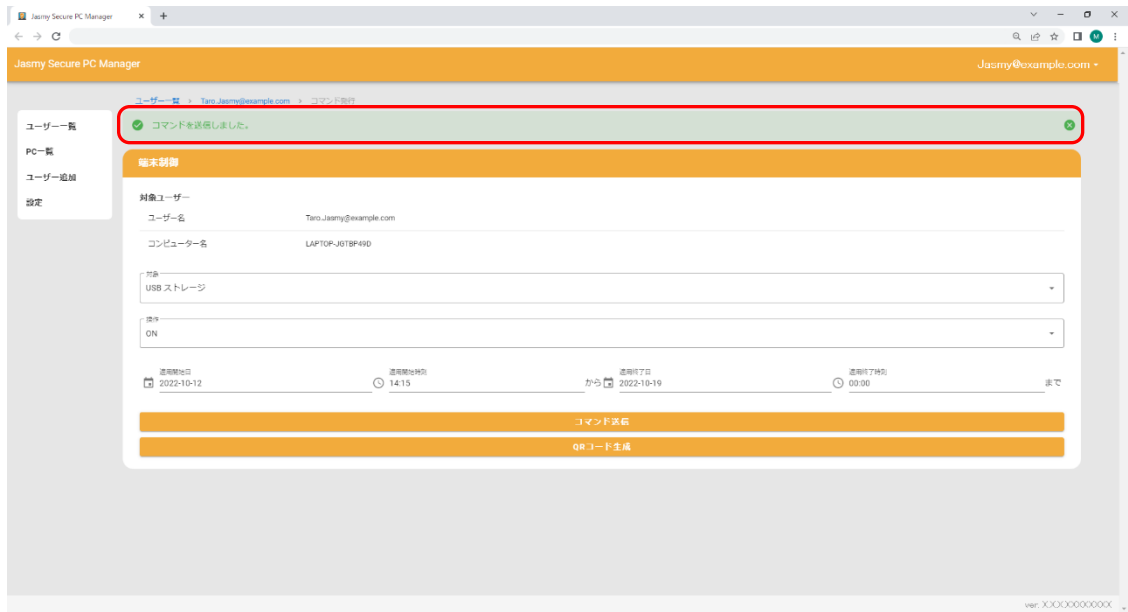 Jasmy Secure PC Manager
Jasmy Secure PC Manager
Jasmy@example.com
ユーザー一覧 › Taro.Jasmy@example.com › コマンド発行
コマンドを送信しました。
ユーザー一覧
PC一覧
ユーザー追加
設定
端末制御
対象ユーザー
ユーザー名 Taro.Jasmy@example.com
コンピューター名 LAPTOP-JGTBP49D
対象
USB ストレージ
操作
ON
適用開始日 適用開始時刻 適用終了日 適用終了時刻
2022-10-12 14:15 から 2022-10-19 00:00 まで
コマンド送信
QRコード生成
ver. XXXXXXXXXXX